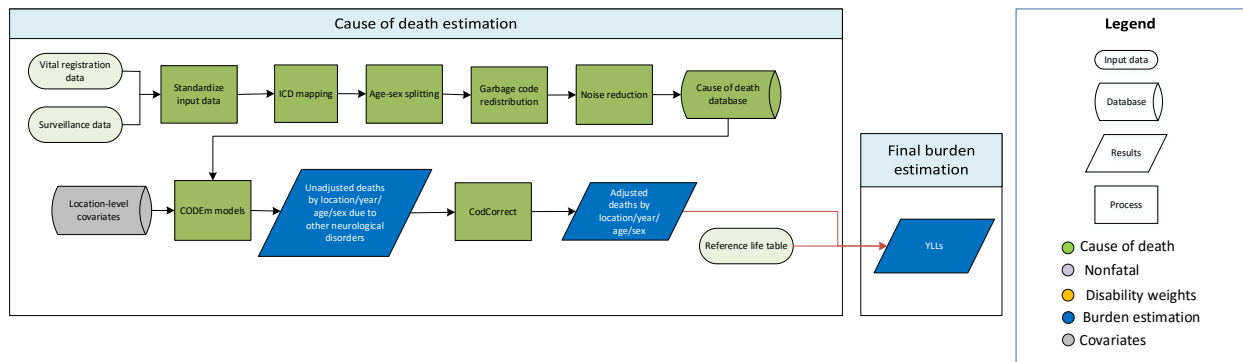 Cause of death estimation
Vital registration
data
Surveillance data
Standardize
input data
ICD mapping
Age-sex splitting
Garbage code
redistribution
Noise reduction
Cause of death
database
Location-level
covariates
CODEm models
Unadjusted deaths
by location/year/
age/sex due to
other neurological
disorders
CodCorrect
Adjusted
deaths by
location/year/
age/sex
Reference life table
Final burden
estimation
YLLs
Legend
Input data
Database
Results
Process
Cause of death
Nonfatal
Disability weights
Burden estimation
Covariates